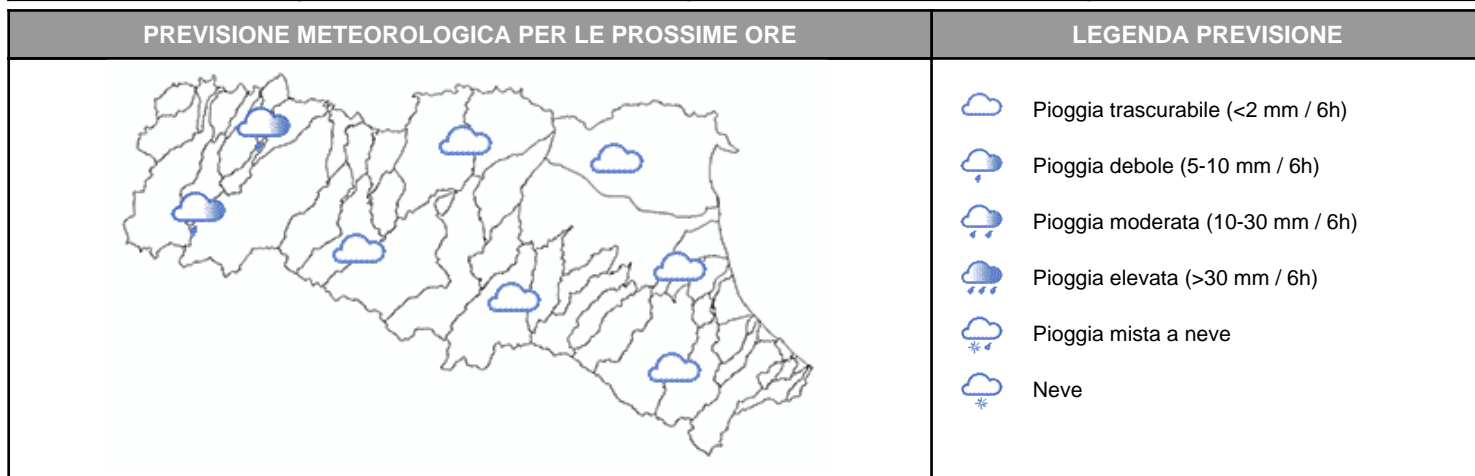 PREVISIONE METEOROLOGICA PER LE PROSSIME ORE
LEGENDA PREVISIONE
Pioggia trascurabile (<2 mm / 6h)
Pioggia debole (5-10 mm / 6h)
Pioggia moderata (10-30 mm / 6h)
Pioggia elevata (>30 mm / 6h)
Pioggia mista a neve
Neve